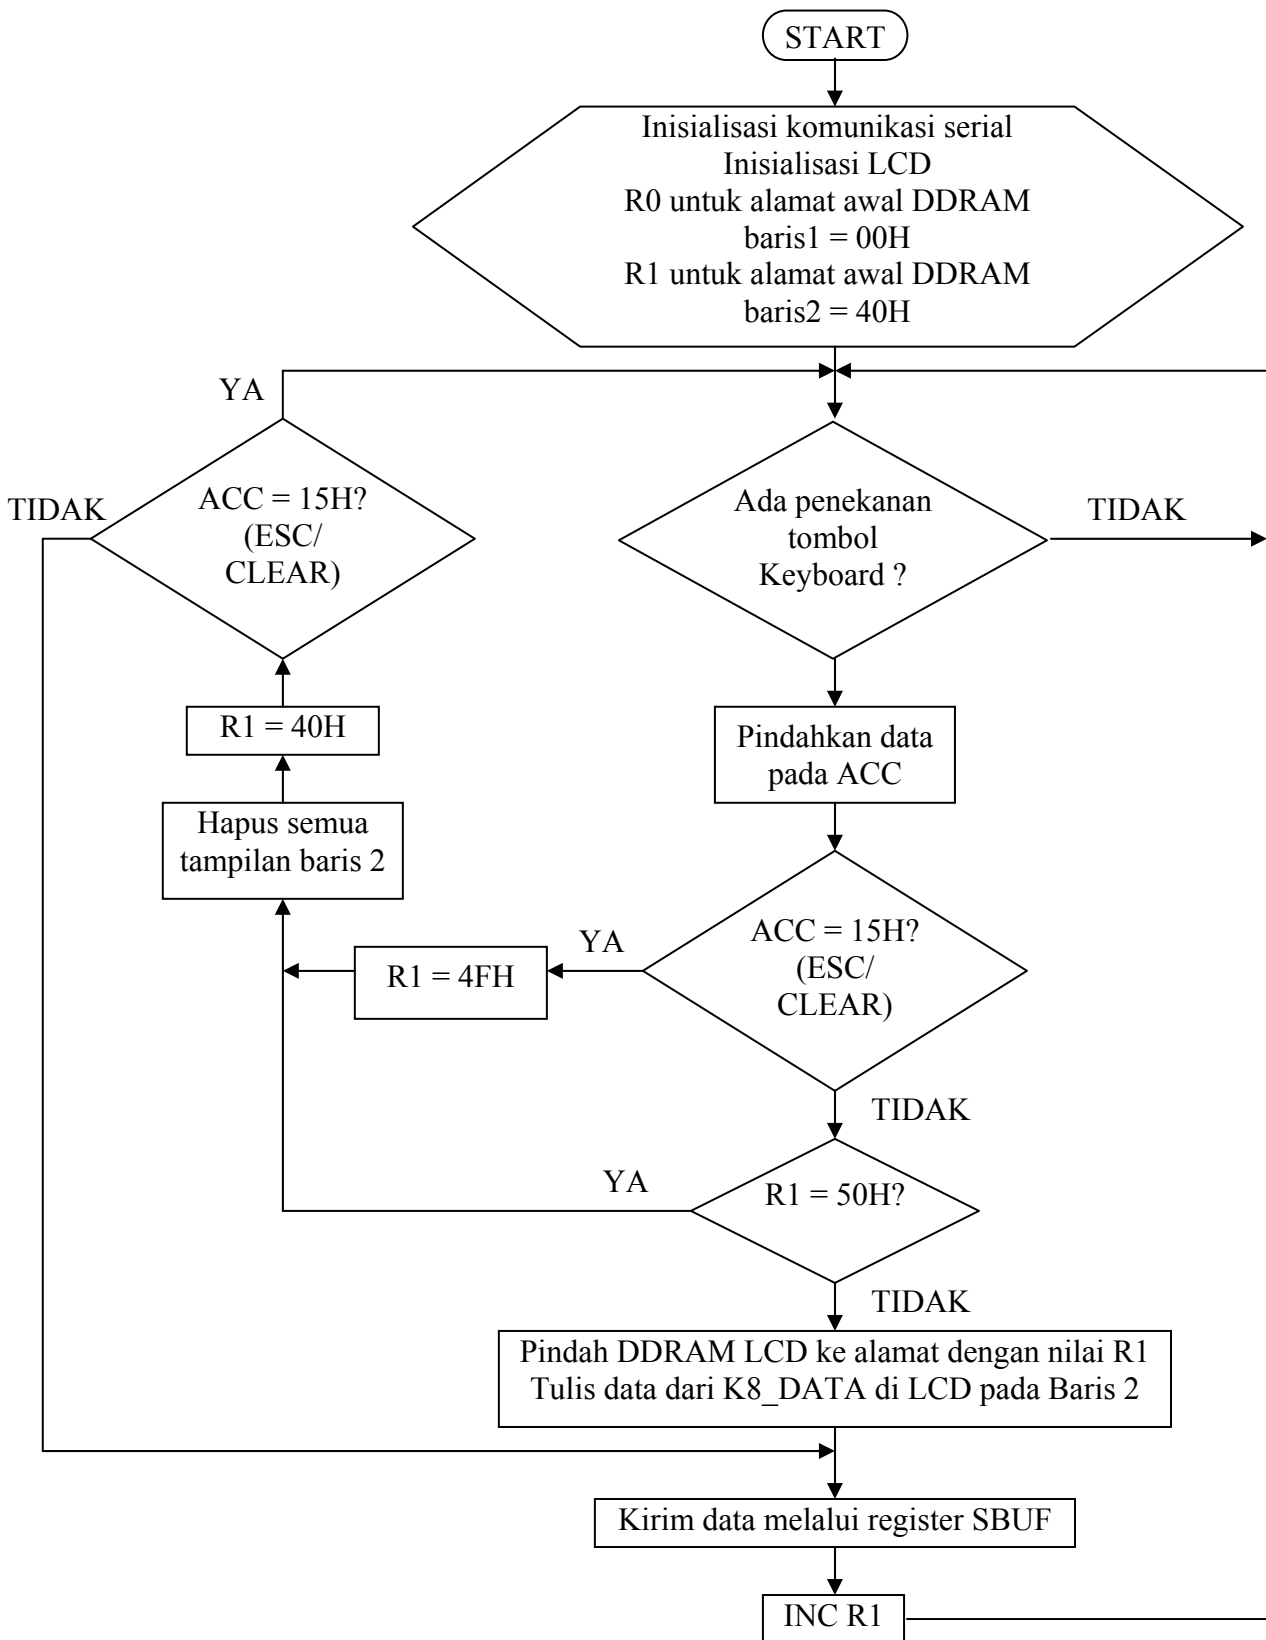 START
Inisialisasi komunikasi serial
Inisialisasi LCD
R0 untuk alamat awal DDRAM
baris1 = 00H
R1 untuk alamat awal DDRAM
baris2 = 40H
YA
TIDAK
ACC = 15H?
(ESC/
CLEAR)
Ada penekanan
tombol
Keyboard ?
TIDAK
R1 = 40H
Pindahkan data
pada ACC
Hapus semua
tampilan baris 2
YA
R1 = 4FH
ACC = 15H?
(ESC/
CLEAR)
TIDAK
YA
R1 = 50H?
TIDAK
Pindah DDRAM LCD ke alamat dengan nilai R1
Tulis data dari K8_DATA di LCD pada Baris 2
Kirim data melalui register SBUF
INC R1